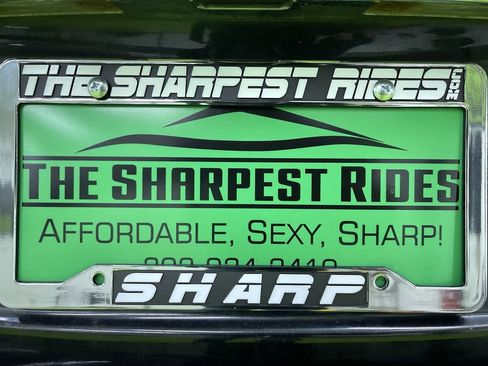 THE SHARPEST RIDES
THE SHARPEST RIDES
AFFORDABLE, SEXY, SHARP!
SHARP